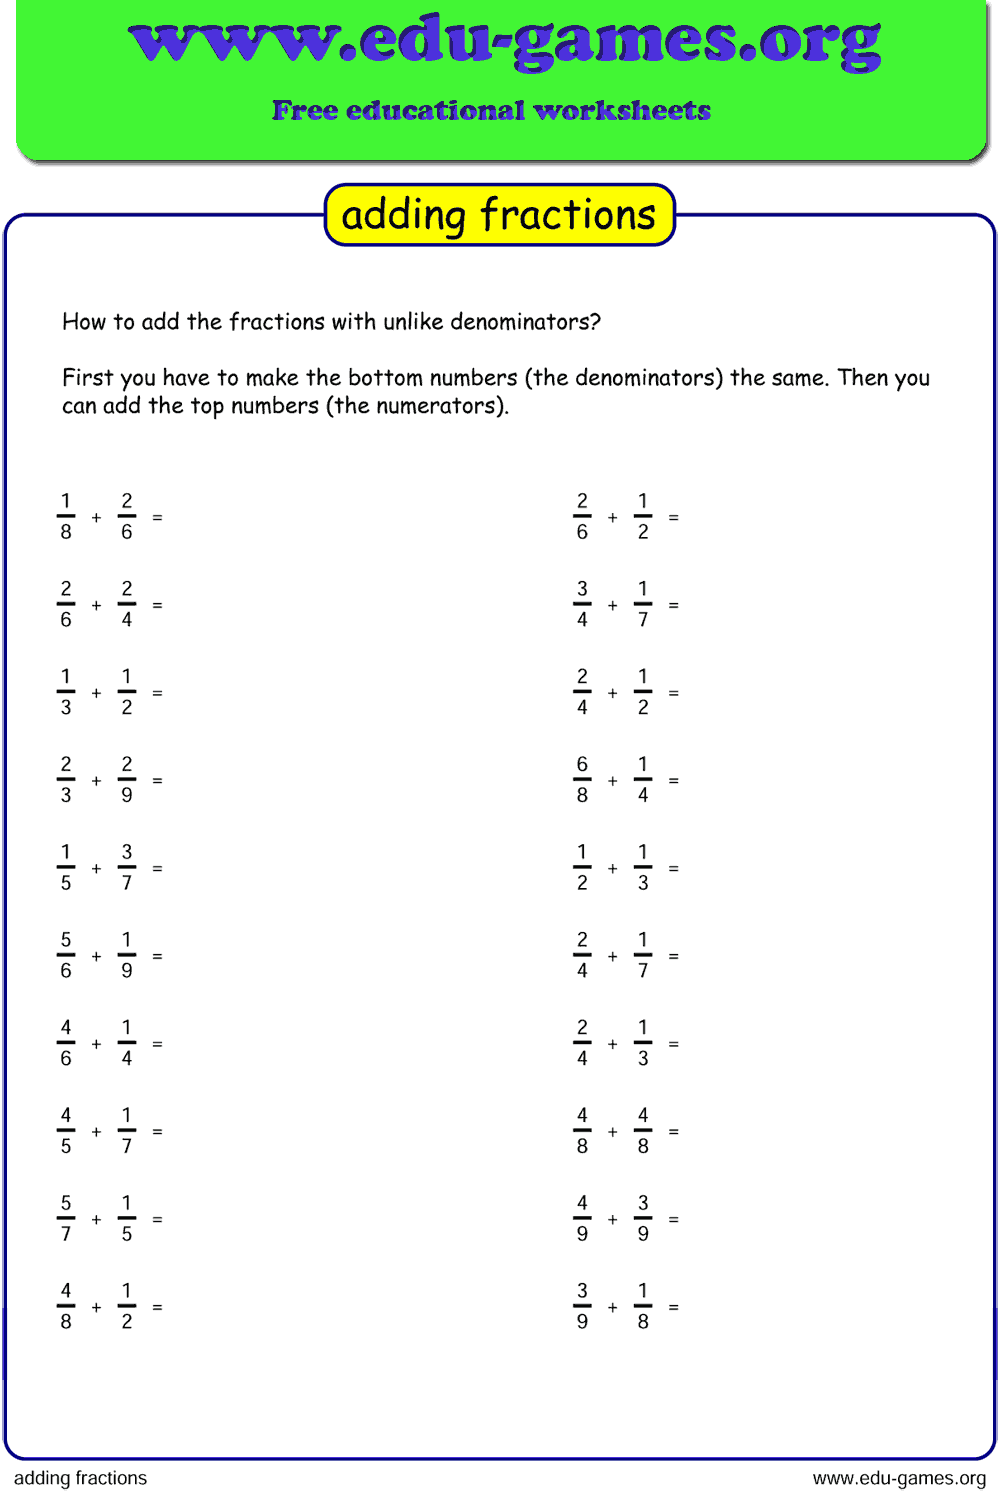 www.edu-games.org
Free educational worksheets
adding fractions
How to add the fractions with unlike denominators?
First you have to make the bottom numbers (the denominators) the same. Then you
can add the top numbers (the numerators).
1/8 + 2/6 =
2/6 + 1/2 =
2/6 + 2/4 =
3/4 + 1/7 =
1/3 + 1/2 =
2/4 + 1/2 =
2/3 + 2/9 =
6/8 + 1/4 =
1/5 + 3/7 =
1/2 + 1/3 =
5/6 + 1/9 =
2/4 + 1/7 =
4/6 + 1/4 =
2/4 + 1/3 =
4/5 + 1/7 =
4/8 + 4/8 =
5/7 + 1/5 =
4/9 + 3/9 =
4/8 + 1/2 =
3/9 + 1/8 =
adding fractions
www.edu-games.org